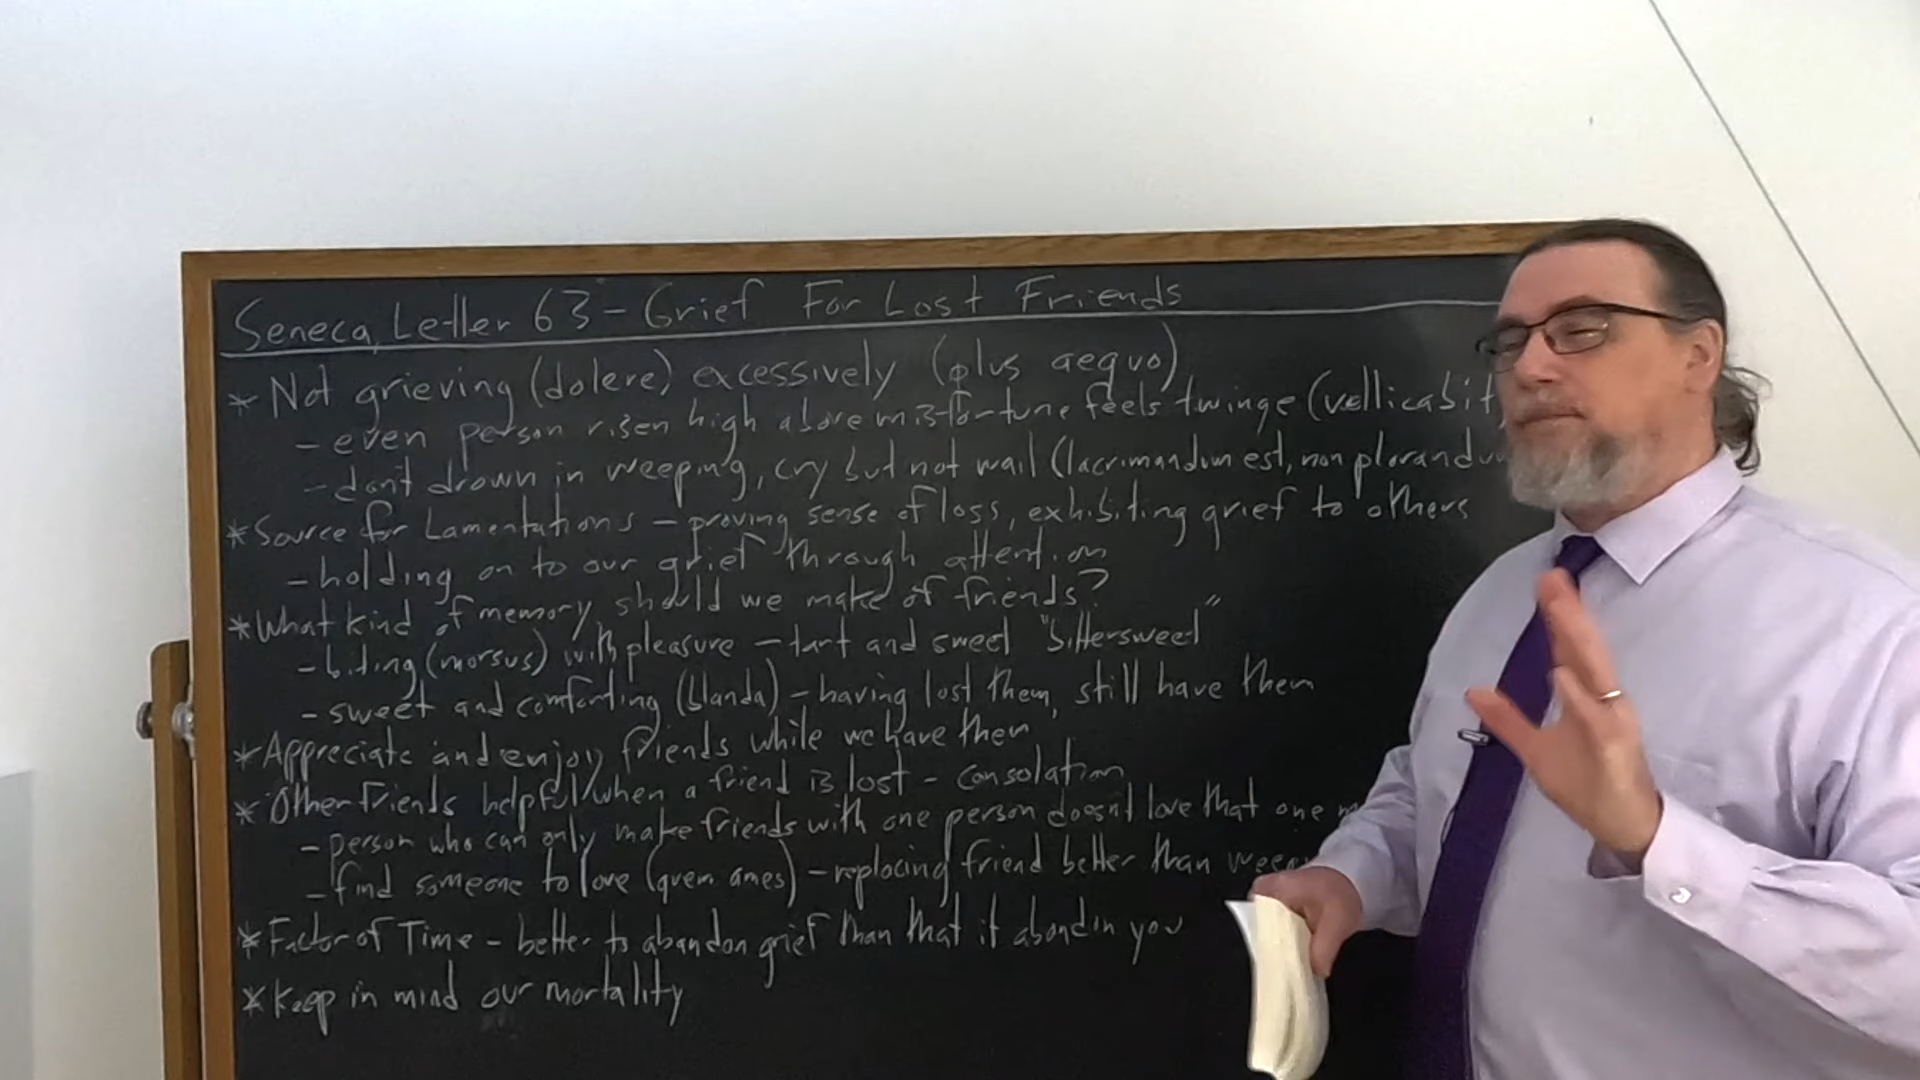 Seneca, Letter 63 - Grief For Lost Friends
* Not grieving (dolere) excessively (plus aequo)
- even person risen high above misfortune feels twinge (vellicabit
- don't drown in weeping, cry but not wail (lacrimandum est, non plorandu
* Source for Lamentations - proving sense of loss, exhibiting grief to others
- holding on to our grief through attention
* What kind of memory should we make of friends?
- biting (morsus) with pleasure - tart and sweet "bittersweet"
- sweet and comforting (blanda) - having lost them, still have them
* Appreciate and enjoy friends while we have them
* Other friends helpful when a friend is lost - consolation
- person who can only make friends with one person doesnt love that one
- find someone to love (quem ames) - replacing friend better than
* Factor of Time - better to abandon grief than that it abandin you
* Keep in mind our mortality